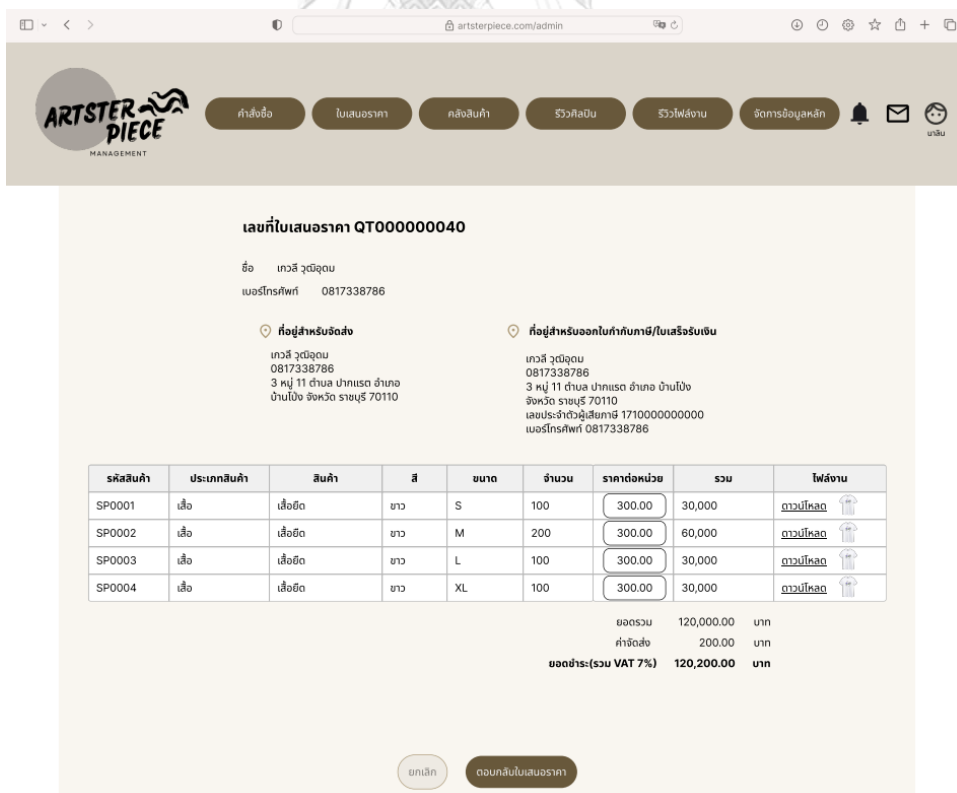 artsterpiece.com/admin
ARTSTER PIECE
MANAGEMENT
คำสั่งซื้อ ใบเสนอราคา คลังสินค้า รีวิวศิลปิน รีวิวไฟล์งาน จัดการข้อมูลหลัก
นาลิน
เลขที่ใบเสนอราคา QT000000040
ชื่อ เกวลี วุฒิอุดม
เบอร์โทรศัพท์ 0817338786
ที่อยู่สำหรับจัดส่ง
เกวลี วุฒิอุดม
0817338786
3 หมู่ 11 ตำบล ปากแรต อำเภอ
บ้านโป่ง จังหวัด ราชบุรี 70110
ที่อยู่สำหรับออกใบกำกับภาษี/ใบเสร็จรับเงิน
เกวลี วุฒิอุดม
0817338786
3 หมู่ 11 ตำบล ปากแรต อำเภอ บ้านโป่ง
จังหวัด ราชบุรี 70110
เลขประจำตัวผู้เสียภาษี 1710000000000
เบอร์โทรศัพท์ 0817338786
รหัสสินค้า ประเภทสินค้า สินค้า สี ขนาด จำนวน ราคาต่อหน่วย รวม ไฟล์งาน
SP0001 เสื้อ เสื้อยืด ขาว S 100 300.00 30,000 ดาวน์โหลด
SP0002 เสื้อ เสื้อยืด ขาว M 200 300.00 60,000 ดาวน์โหลด
SP0003 เสื้อ เสื้อยืด ขาว L 100 300.00 30,000 ดาวน์โหลด
SP0004 เสื้อ เสื้อยืด ขาว XL 100 300.00 30,000 ดาวน์โหลด
ยอดรวม 120,000.00 บาท
ค่าจัดส่ง 200.00 บาท
ยอดชำระ(รวม VAT 7%) 120,200.00 บาท
ยกเลิก ตอบกลับใบเสนอราคา